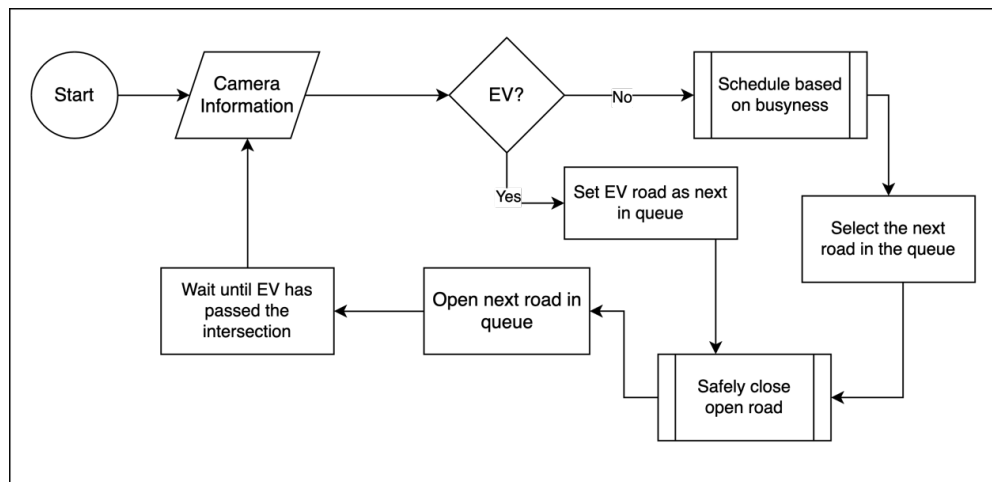 Start
Camera
Information
EV?
No
Schedule based
on busyness
Yes
Set EV road as next
in queue
Select the next
road in the queue
Wait until EV has
passed the
intersection
Open next road in
queue
Safely close
open road